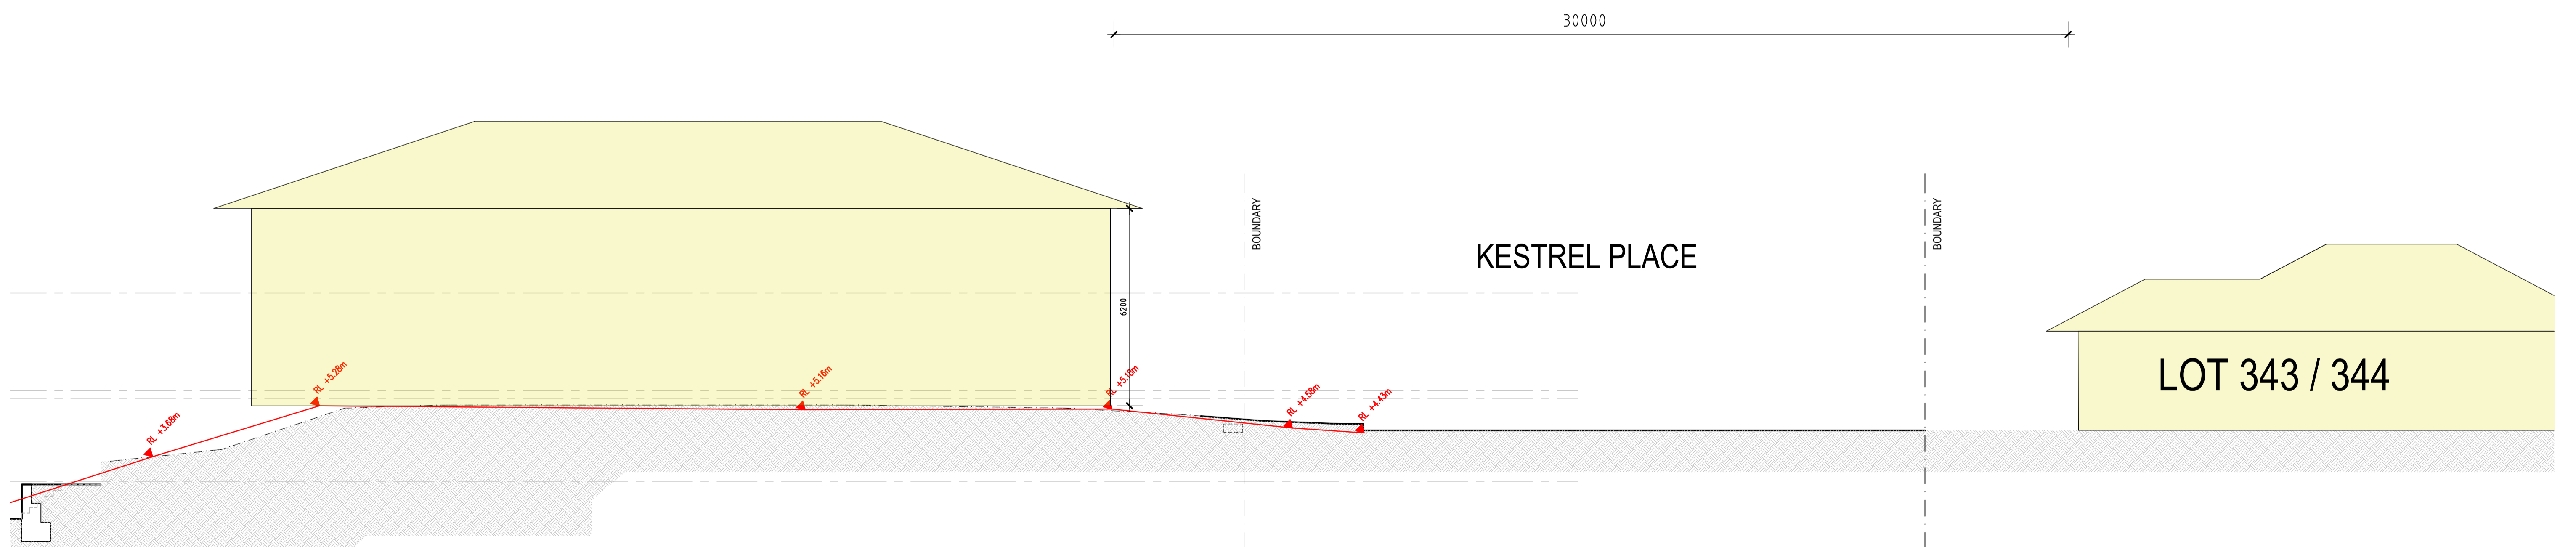 30000
BOUNDARY
BOUNDARY
KESTREL PLACE
6200
RL +5.28m
RL +5.16m
RL +5.18m
RL +4.58m
RL +4.43m
RL +3.68m
LOT 343 / 344